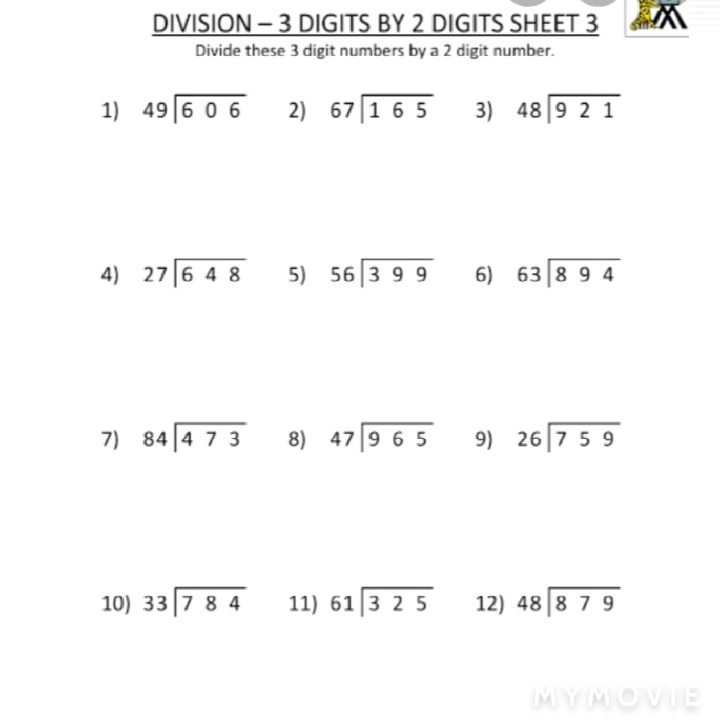 DIVISION – 3 DIGITS BY 2 DIGITS SHEET 3
Divide these 3 digit numbers by a 2 digit number.
1) 49 6 0 6 2) 67 1 6 5 3) 48 9 2 1
4) 27 6 4 8 5) 56 3 9 9 6) 63 8 9 4
7) 84 4 7 3 8) 47 9 6 5 9) 26 7 5 9
10) 33 7 8 4 11) 61 3 2 5 12) 48 8 7 9
MYMOVIE